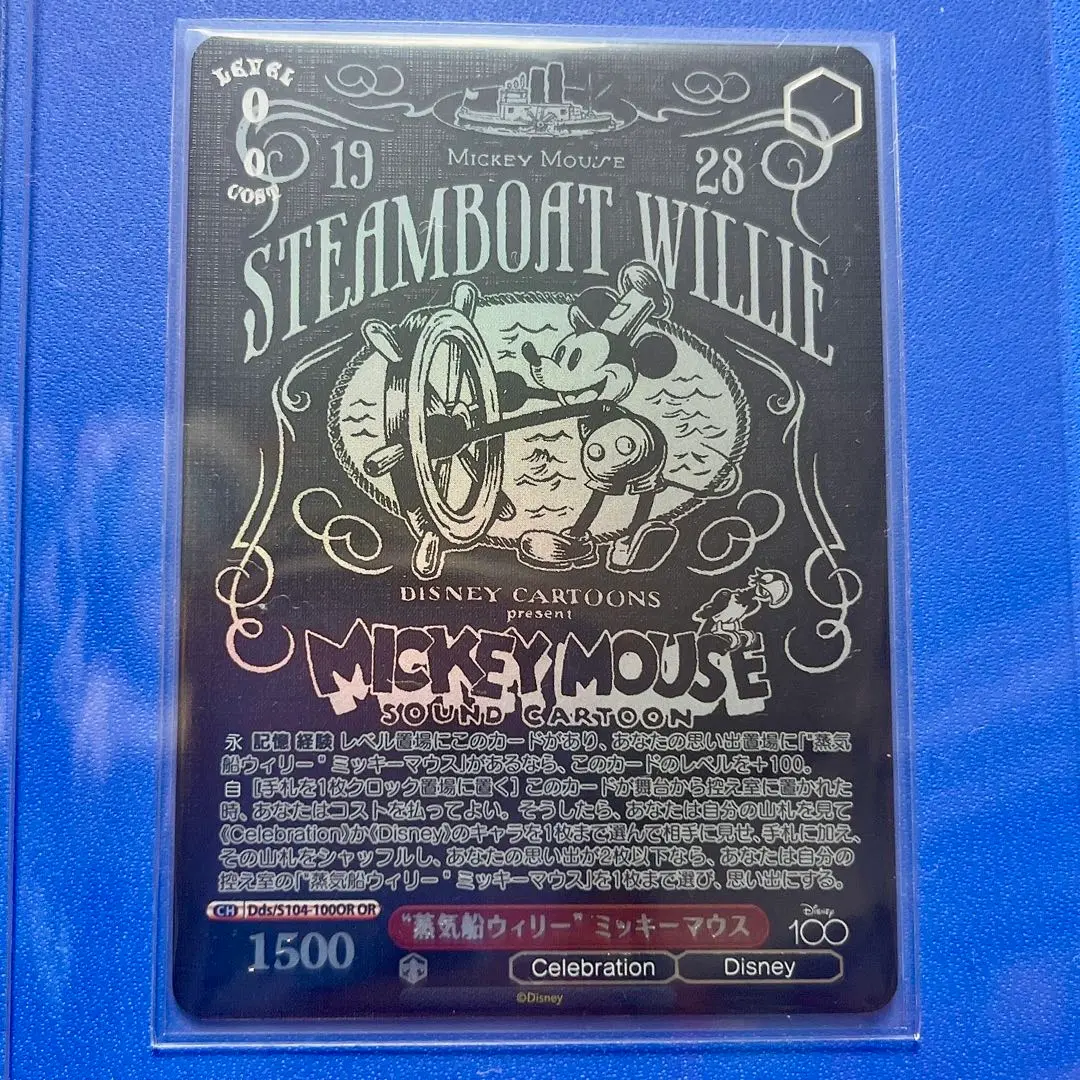 LEVEL
0
0
COST
19 MICKEY MOUSE 28
STEAMBOAT WILLIE
DISNEY CARTOONS
present
MICKEY MOUSE
SOUND CARTOON
永 記憶 経験 レベル置場にこのカードがあり、あなたの思い出置場に「“蒸気
船ウィリー” ミッキーマウス」があるなら、このカードのレベルを+100。
自 [手札を1枚クロック置場に置く] このカードが舞台から控え室に置かれた
時、あなたはコストを払ってよい。そうしたら、あなたは自分の山札を見て
《Celebration》か《Disney》のキャラを1枚まで選んで相手に見せ、手札に加え、
その山札をシャッフルし、あなたの思い出が2枚以下なら、あなたは自分の
控え室の「“蒸気船ウィリー” ミッキーマウス」を1枚まで選び、思い出にする。
CH Dds/S104-100OR OR
“蒸気船ウィリー” ミッキーマウス
Disney
100
1500
Celebration Disney
©Disney